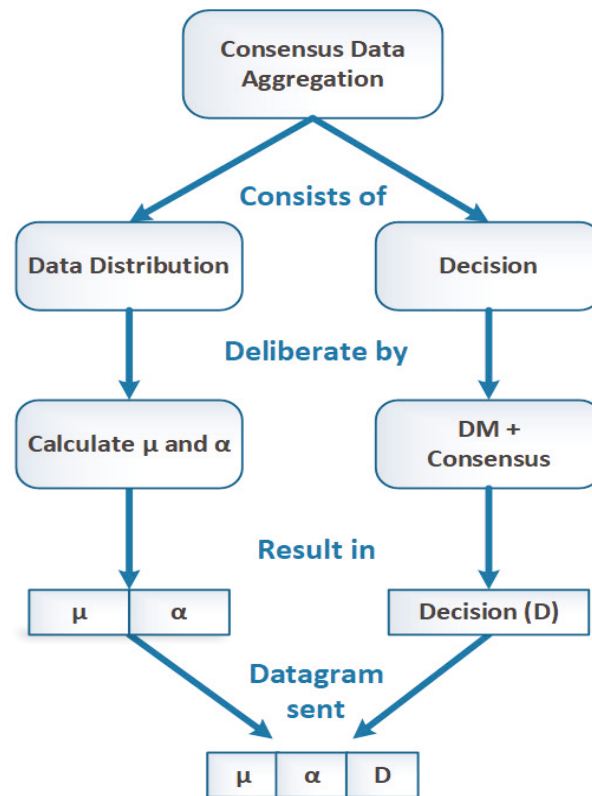 Consensus Data
Aggregation
Consists of
Data Distribution
Decision
Deliberate by
Calculate μ and α
DM +
Consensus
Result in
μ
α
Decision (D)
Datagram
sent
μ
α
D